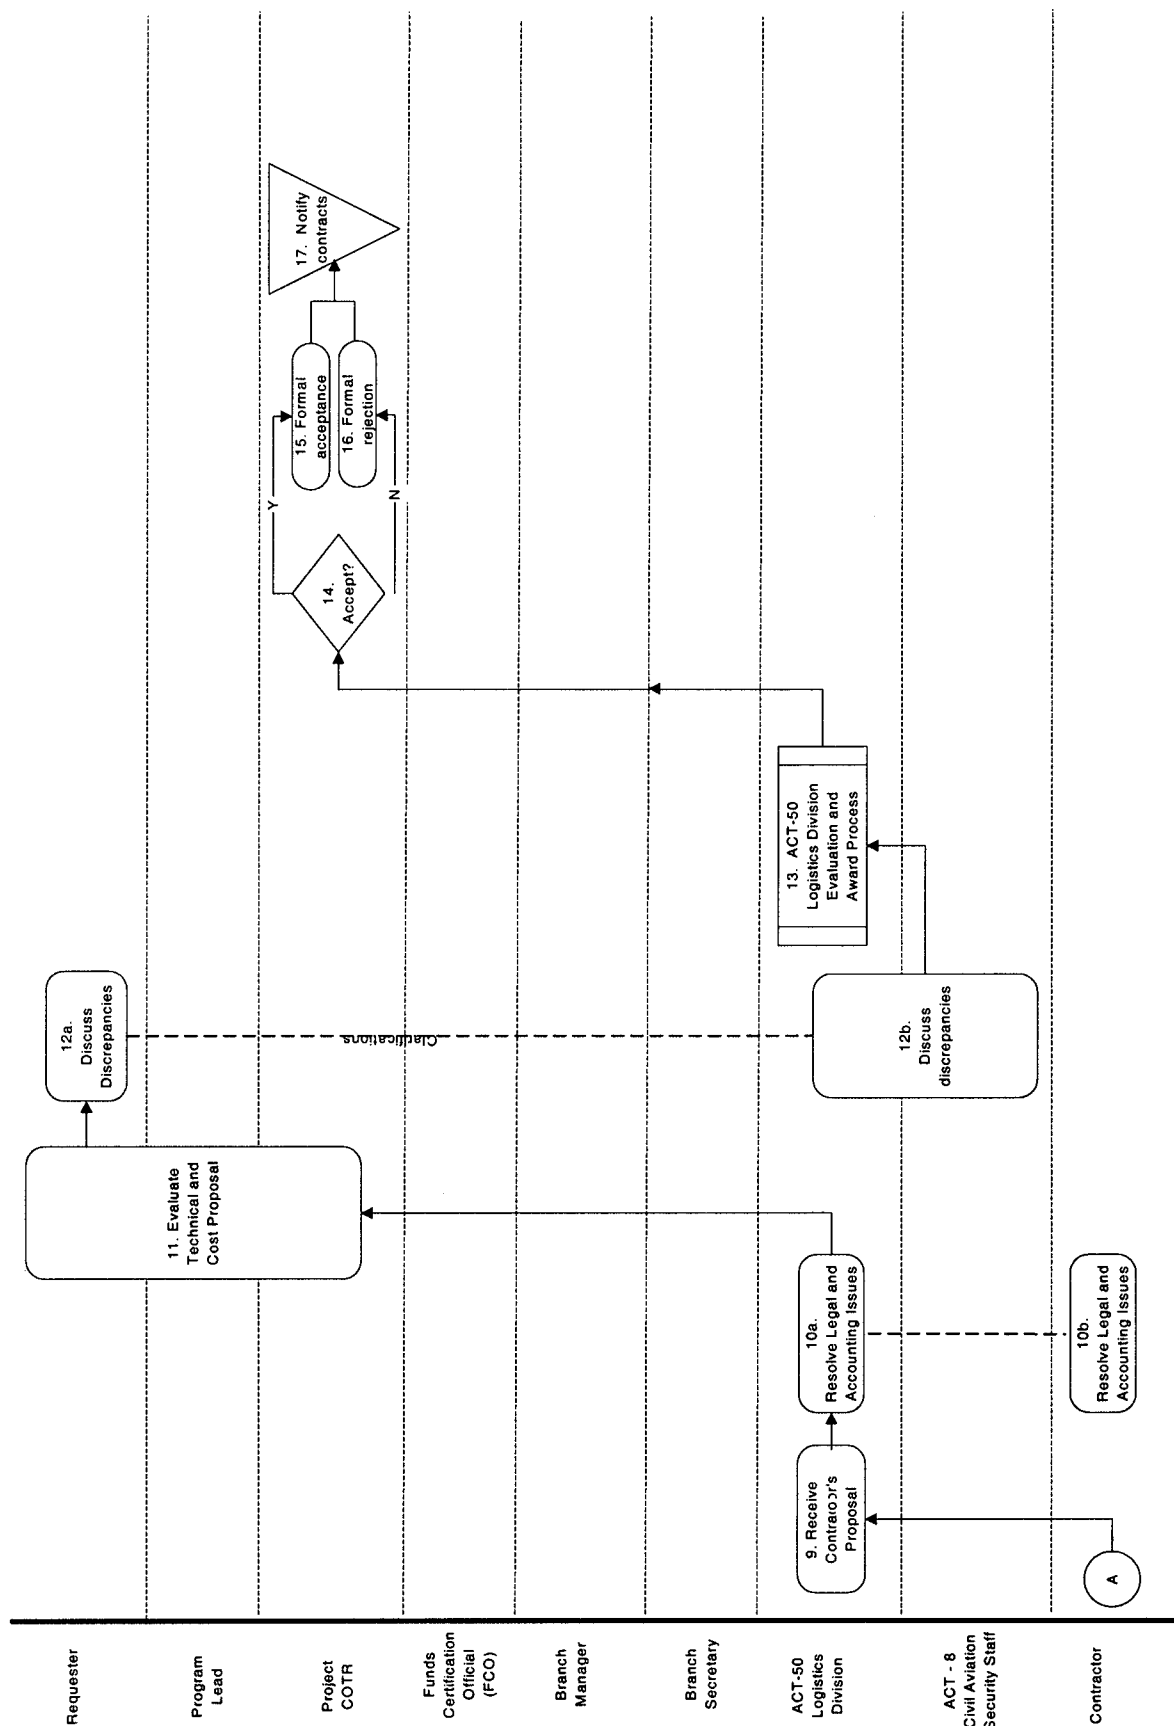 Requester
Program
Lead
Project
COTR
Funds
Certification
Official
(FCO)
Branch
Manager
Branch
Secretary
ACT-50
Logistics
Division
ACT - 8
Civil Aviation
Security Staff
Contractor
A
9. Receive
Contractor's
Proposal
10a.
Resolve Legal and
Accounting Issues
10b.
Resolve Legal and
Accounting Issues
11. Evaluate
Technical and
Cost Proposal
12a.
Discuss
Discrepancies
Clarifications
12b.
Discuss
discrepancies
13. ACT-50
Logistics Division
Evaluation and
Award Process
14.
Accept?
Y
N
15. Formal
acceptance
16. Formal
rejection
17. Notify
contracts